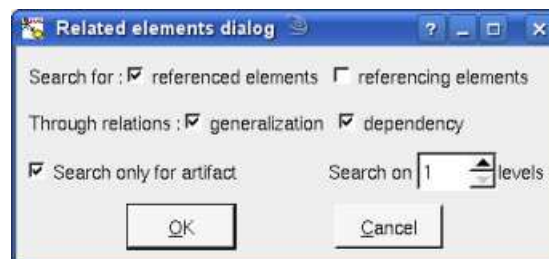 Related elements dialog
Search for : referenced elements referencing elements
Through relations : generalization dependency
Search only for artifact Search on 1 levels
OK Cancel